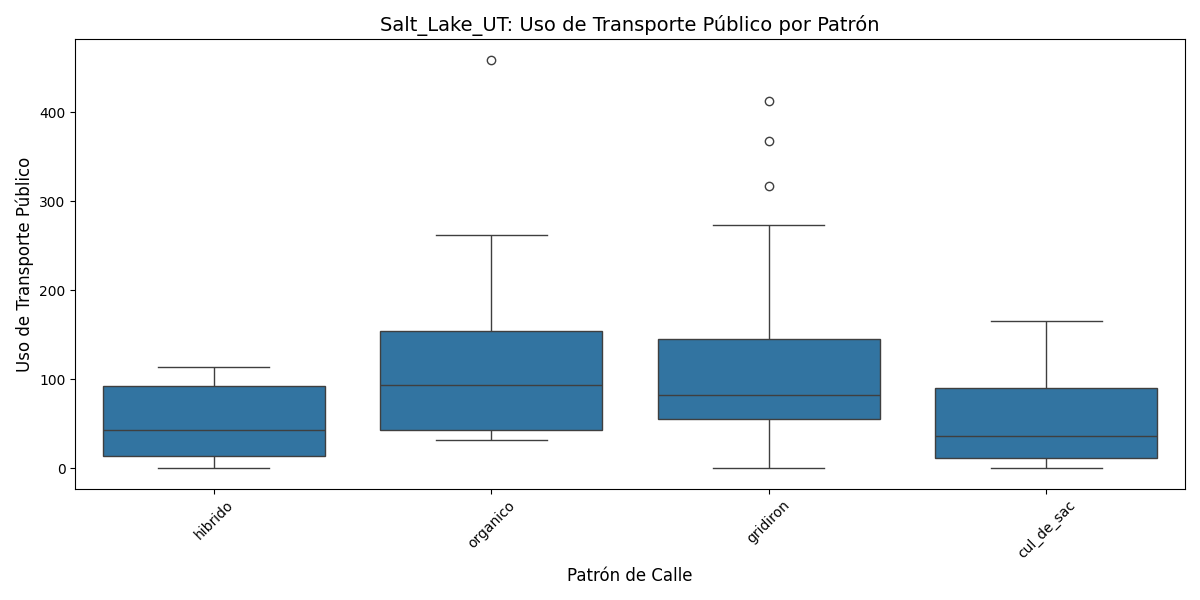 Salt_Lake_UT: Uso de Transporte Público por Patrón
Uso de Transporte Público
400
300
200
100
0
hibrido
organico
gridiron
cul_de_sac
Patrón de Calle